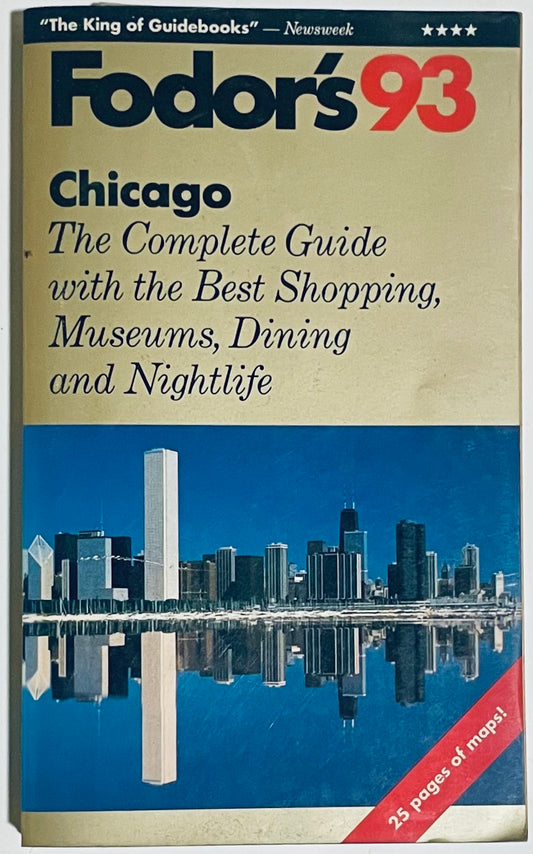 "The King of Guidebooks" — Newsweek ★★★★
Fodor's 93
Chicago
The Complete Guide
with the Best Shopping,
Museums, Dining
and Nightlife
25 pages of maps!